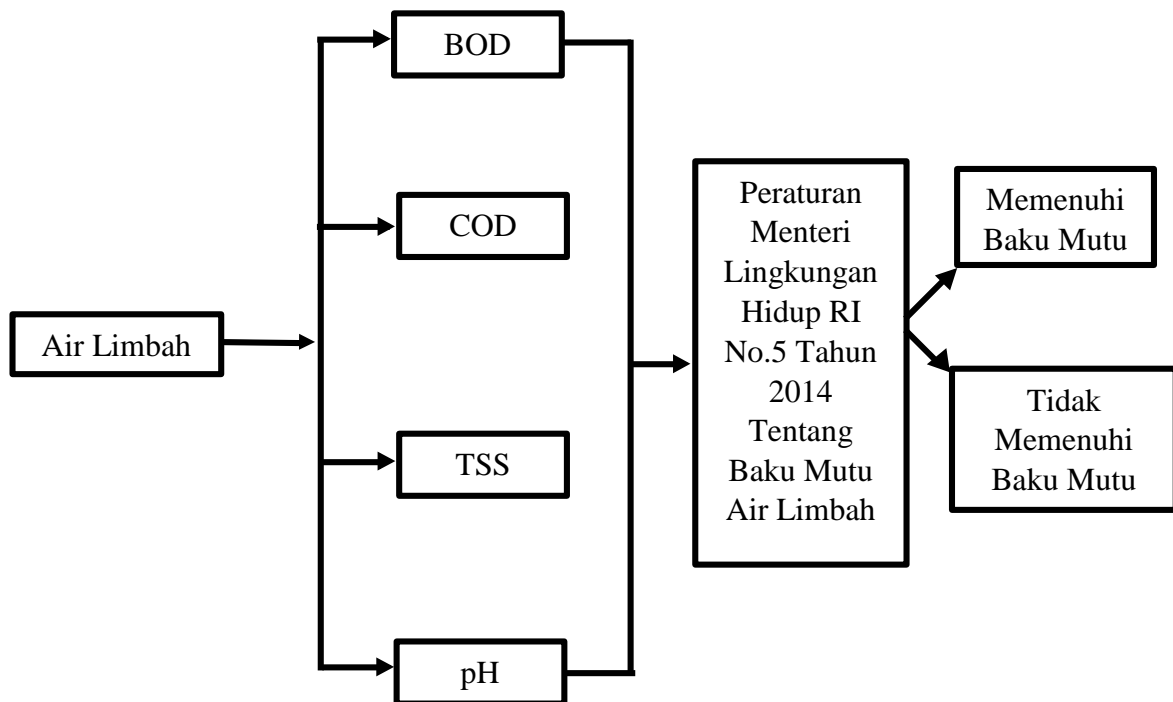 Air Limbah
BOD
COD
TSS
pH
Peraturan
Menteri
Lingkungan
Hidup RI
No.5 Tahun
2014
Tentang
Baku Mutu
Air Limbah
Memenuhi
Baku Mutu
Tidak
Memenuhi
Baku Mutu